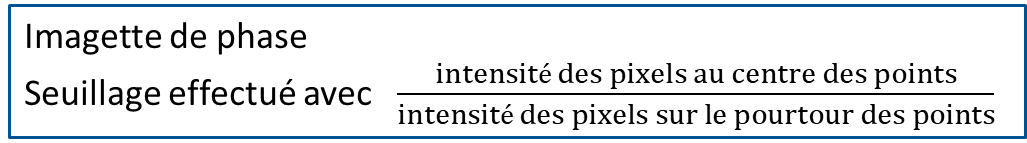 Imagette de phase
Seuillage effectué avec intensité des pixels au centre des points / intensité des pixels sur le pourtour des points